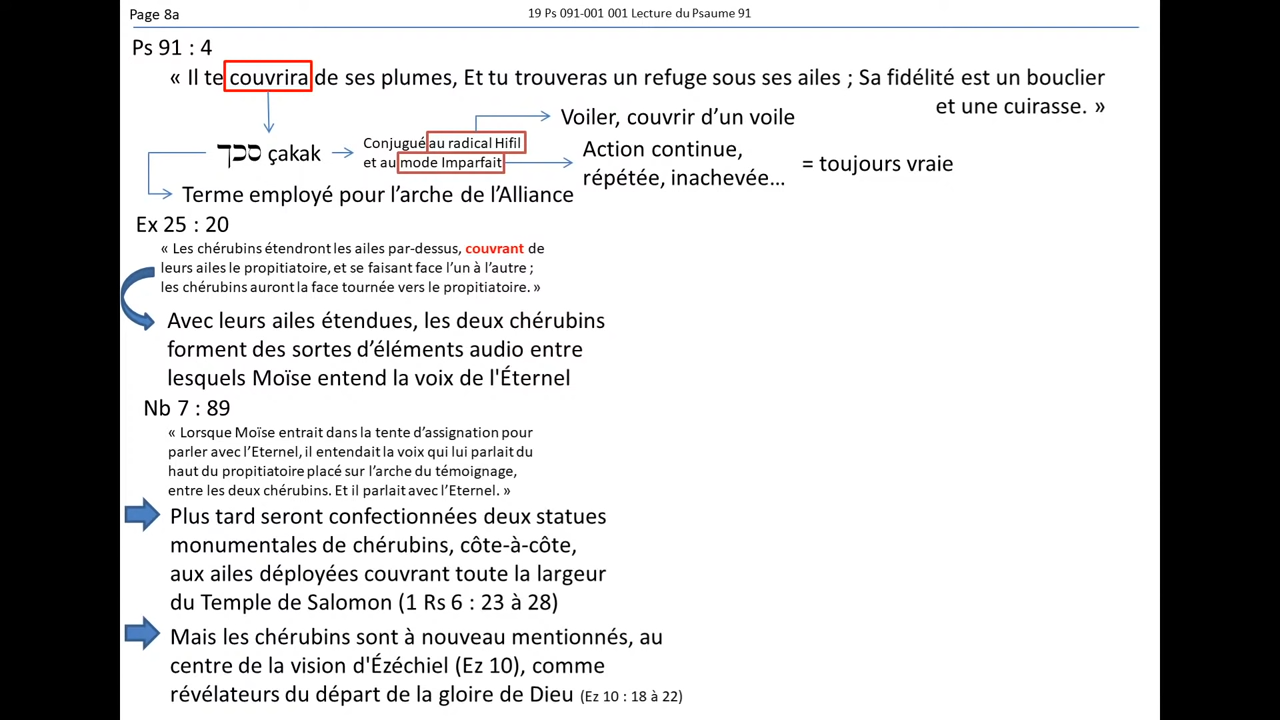 Page 8a
19 Ps 091-001 001 Lecture du Psaume 91
Ps 91 : 4
« Il te couvrira de ses plumes, Et tu trouveras un refuge sous ses ailes ; Sa fidélité est un bouclier
et une cuirasse. »
Voiler, couvrir d’un voile
סכך çakak
Conjugué au radical Hifil
et au mode Imparfait
Action continue,
répétée, inachevée…
= toujours vraie
Terme employé pour l’arche de l’Alliance
Ex 25 : 20
« Les chérubins étendront les ailes par-dessus, couvrant de
leurs ailes le propitiatoire, et se faisant face l’un à l’autre ;
les chérubins auront la face tournée vers le propitiatoire. »
Avec leurs ailes étendues, les deux chérubins
forment des sortes d’éléments audio entre
lesquels Moïse entend la voix de l'Éternel
Nb 7 : 89
« Lorsque Moïse entrait dans la tente d’assignation pour
parler avec l’Eternel, il entendait la voix qui lui parlait du
haut du propitiatoire placé sur l’arche du témoignage,
entre les deux chérubins. Et il parlait avec l’Eternel. »
Plus tard seront confectionnées deux statues
monumentales de chérubins, côte-à-côte,
aux ailes déployées couvrant toute la largeur
du Temple de Salomon (1 Rs 6 : 23 à 28)
Mais les chérubins sont à nouveau mentionnés, au
centre de la vision d'Ézéchiel (Ez 10), comme
révélateurs du départ de la gloire de Dieu (Ez 10 : 18 à 22)